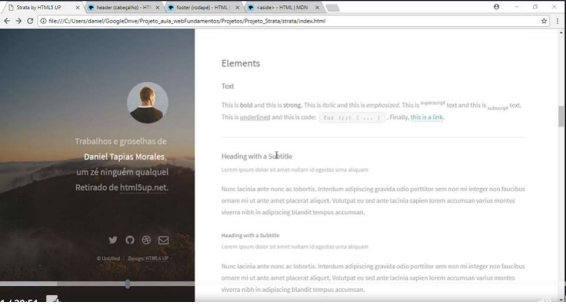 Strata by HTML5 UP
header (cabeçalho) - HTML
footer (rodapé) - HTML |
<aside> - HTML | MDN
file:///C:/Users/daniel/GoogleDrive/Projeto_aula_webFundamentos/Projetos/Projeto_Strata/strata/index.html
Elements
Text
This is bold and this is strong. This is italic and this is emphasized. This is superscript text and this is subscript text.
This is underlined and this is code: for (;;) { ... } . Finally, this is a link.
Trabalhos e groselhas de
Daniel Tapias Morales,
um zé ninguém qualquel
Retirado de html5up.net.
Heading with a Subtitle
Lorem ipsum dolor sit amet nullam id egestas urna aliquam
Nunc lacinia ante nunc ac lobortis. Interdum adipiscing gravida odio porttitor sem non mi integer non faucibus
ornare mi ut ante amet placerat aliquet. Volutpat eu sed ante lacinia sapien lorem accumsan varius montes
viverra nibh in adipiscing blandit tempus accumsan.
Heading with a Subtitle
Lorem ipsum dolor sit amet nullam id egestas urna aliquam
Nunc lacinia ante nunc ac lobortis. Interdum adipiscing gravida odio porttitor sem non mi integer non faucibus
ornare mi ut ante amet placerat aliquet. Volutpat eu sed ante lacinia sapien lorem accumsan varius montes
viverra nibh in adipiscing blandit tempus accumsan.
© Untitled | Design: HTML5 UP